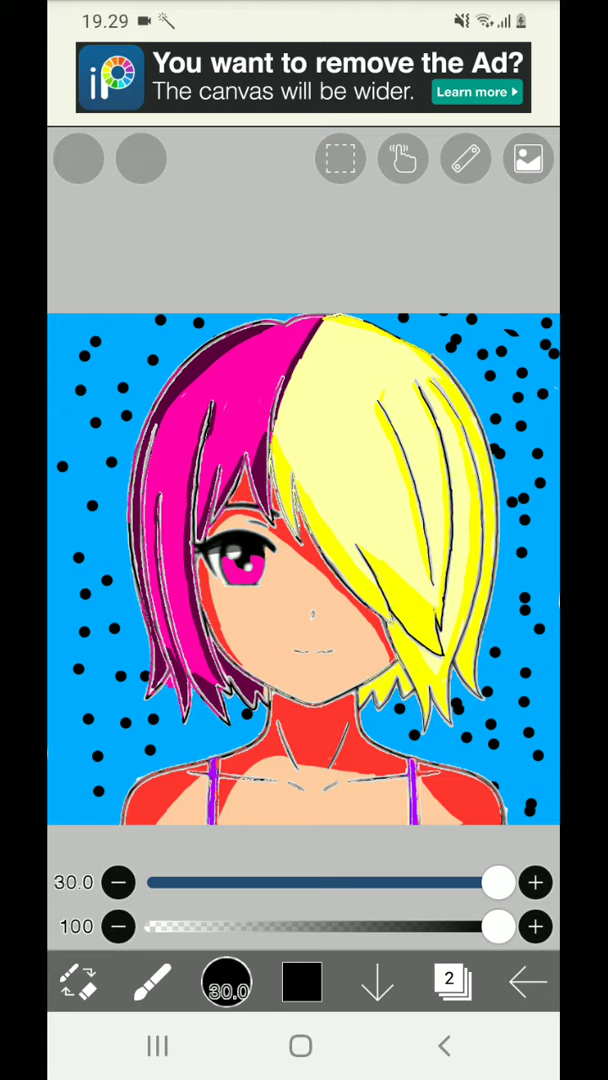 19.29
iP
You want to remove the Ad?
The canvas will be wider.
Learn more
30.0
100
30.0
2